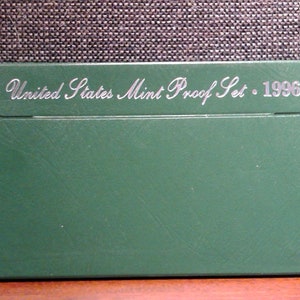 United States Mint Proof Set • 1996